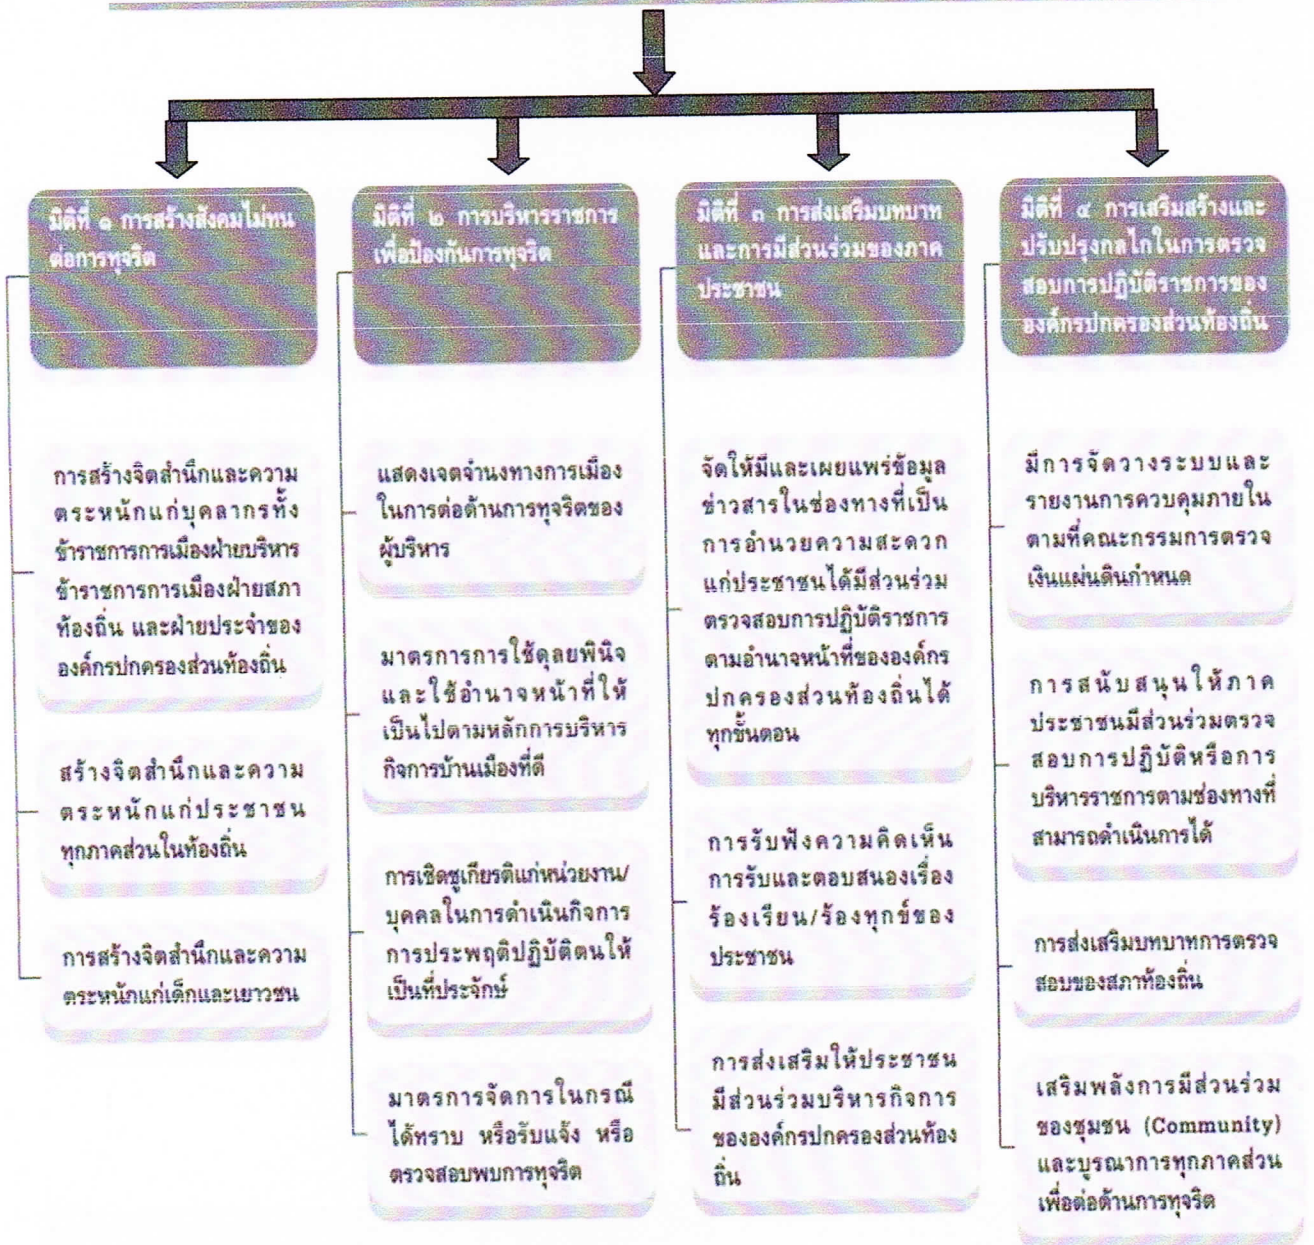 มิติที่ ๑ การสร้างสังคมไม่ทน
ต่อการทุจริต
การสร้างจิตสำนึกและความ
ตระหนักแก่บุคลากรทั้ง
ข้าราชการการเมืองฝ่ายบริหาร
ข้าราชการการเมืองฝ่ายสภา
ท้องถิ่น และฝ่ายประจำของ
องค์กรปกครองส่วนท้องถิ่น
สร้างจิตสำนึกและความ
ตระหนักแก่ประชาชน
ทุกภาคส่วนในท้องถิ่น
การสร้างจิตสำนึกและความ
ตระหนักแก่เด็กและเยาวชน
มิติที่ ๒ การบริหารราชการ
เพื่อป้องกันการทุจริต
แสดงเจตจำนงทางการเมือง
ในการต่อต้านการทุจริตของ
ผู้บริหาร
มาตรการการใช้ดุลยพินิจ
และใช้อำนาจหน้าที่ให้
เป็นไปตามหลักการบริหาร
กิจการบ้านเมืองที่ดี
การเชิดชูเกียรติแก่หน่วยงาน/
บุคคลในการดำเนินกิจการ
การประพฤติปฏิบัติตนให้
เป็นที่ประจักษ์
มาตรการจัดการในกรณี
ได้ทราบ หรือรับแจ้ง หรือ
ตรวจสอบพบการทุจริต
มิติที่ ๓ การส่งเสริมบทบาท
และการมีส่วนร่วมของภาค
ประชาชน
จัดให้มีและเผยแพร่ข้อมูล
ข่าวสารในช่องทางที่เป็น
การอำนวยความสะดวก
แก่ประชาชนได้มีส่วนร่วม
ตรวจสอบการปฏิบัติราชการ
ตามอำนาจหน้าที่ขององค์กร
ปกครองส่วนท้องถิ่นได้
ทุกขั้นตอน
การรับฟังความคิดเห็น
การรับและตอบสนองเรื่อง
ร้องเรียน/ร้องทุกข์ของ
ประชาชน
การส่งเสริมให้ประชาชน
มีส่วนร่วมบริหารกิจการ
ขององค์กรปกครองส่วนท้อง
ถิ่น
มิติที่ ๔ การเสริมสร้างและ
ปรับปรุงกลไกในการตรวจ
สอบการปฏิบัติราชการของ
องค์กรปกครองส่วนท้องถิ่น
มีการจัดวางระบบและ
รายงานการควบคุมภายใน
ตามที่คณะกรรมการตรวจ
เงินแผ่นดินกำหนด
การสนับสนุนให้ภาค
ประชาชนมีส่วนร่วมตรวจ
สอบการปฏิบัติหรือการ
บริหารราชการตามช่องทางที่
สามารถดำเนินการได้
การส่งเสริมบทบาทการตรวจ
สอบของสภาท้องถิ่น
เสริมพลังการมีส่วนร่วม
ของชุมชน (Community)
และบูรณาการทุกภาคส่วน
เพื่อต่อต้านการทุจริต